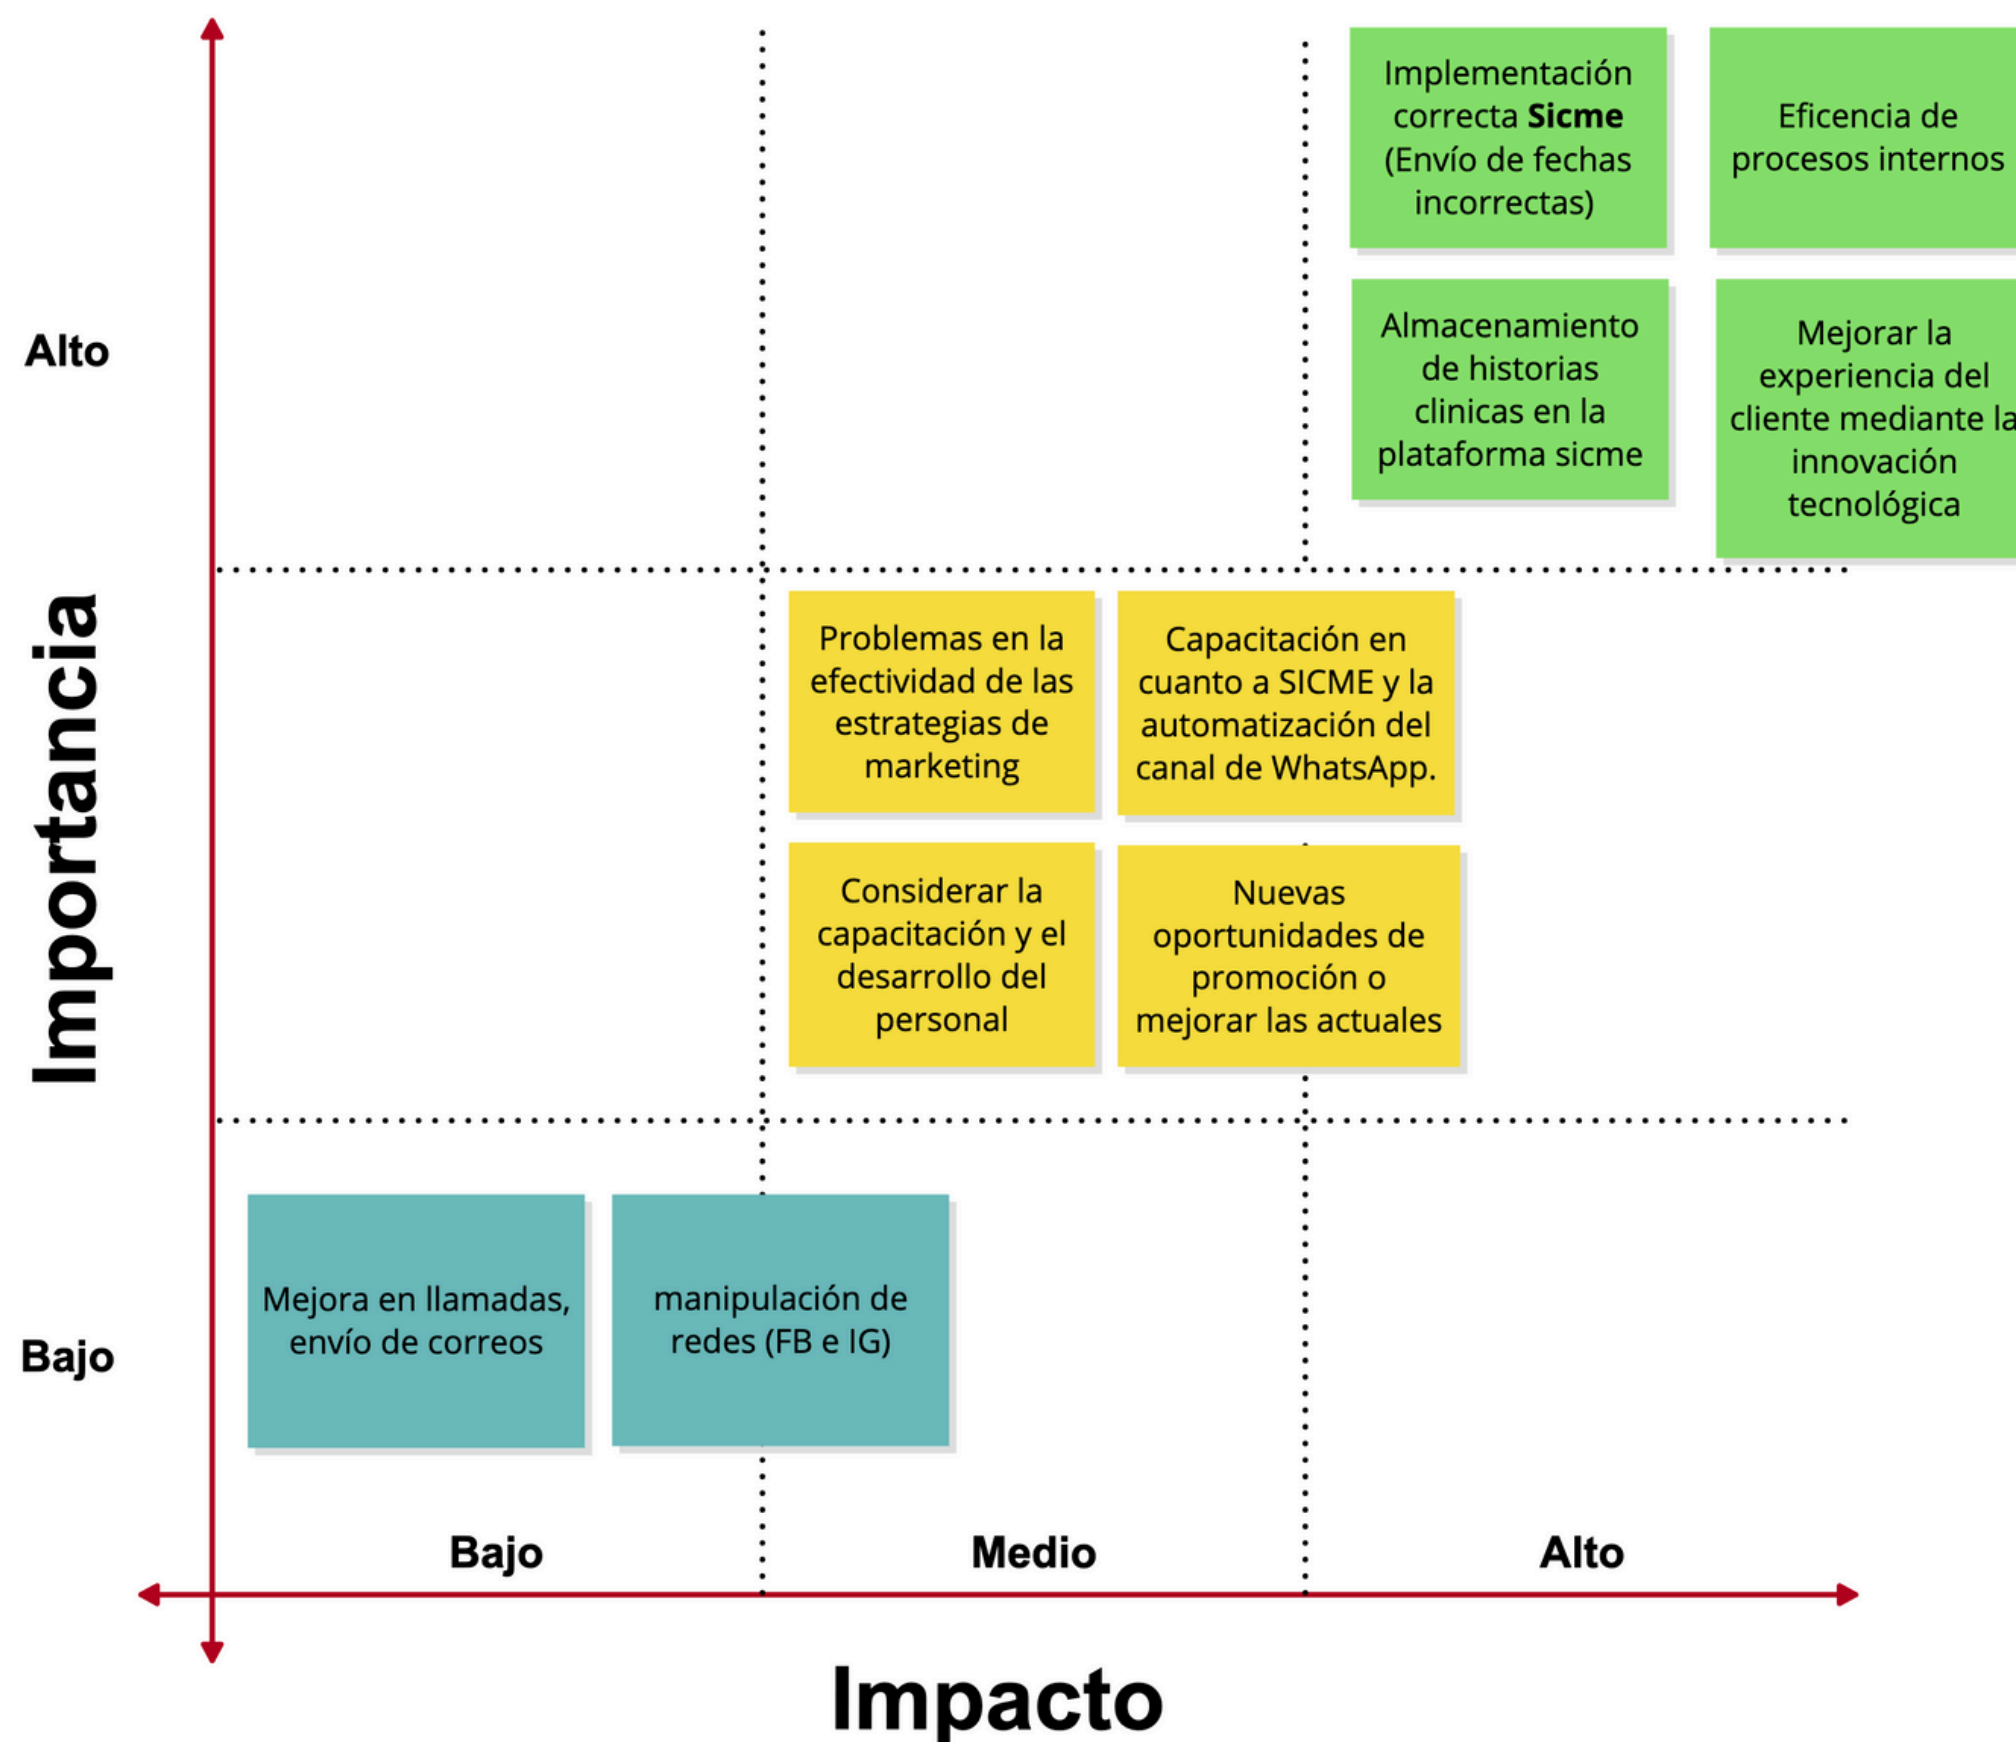 Implementación
correcta Sicme
(Envío de fechas
incorrectas)
Eficencia de
procesos internos
Alto
Almacenamiento
de historias
clinicas en la
plataforma sicme
Mejorar la
experiencia del
cliente mediante la
innovación
tecnológica
Importancia
Problemas en la
efectividad de las
estrategias de
marketing
Capacitación en
cuanto a SICME y la
automatización del
canal de WhatsApp.
Considerar la
capacitación y el
desarrollo del
personal
Nuevas
oportunidades de
promoción o
mejorar las actuales
Bajo
Mejora en llamadas,
envío de correos
manipulación de
redes (FB e IG)
Bajo
Medio
Alto
Impacto